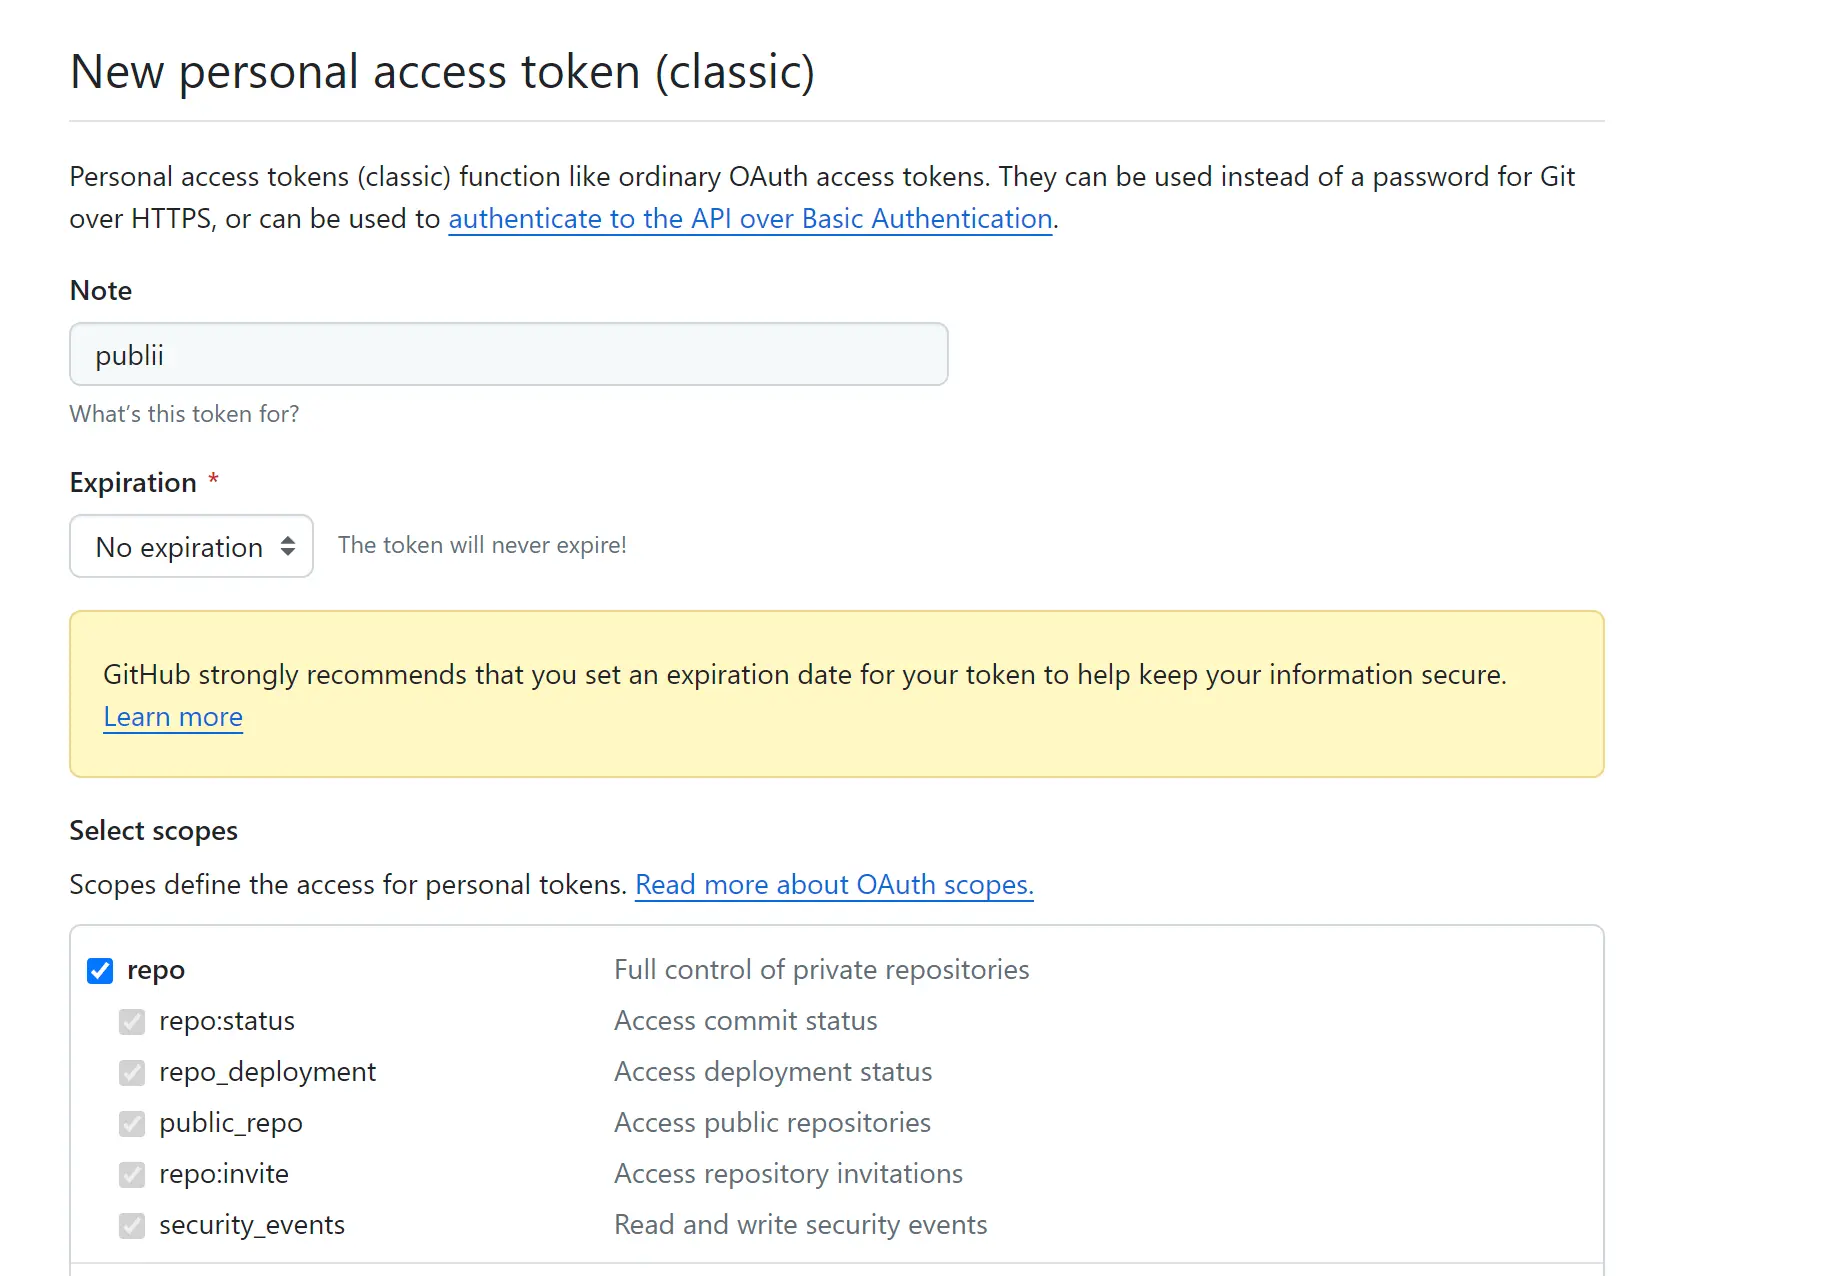 New personal access token (classic)
Personal access tokens (classic) function like ordinary OAuth access tokens. They can be used instead of a password for Git
over HTTPS, or can be used to authenticate to the API over Basic Authentication.
Note
publii
What’s this token for?
Expiration *
No expiration The token will never expire!
GitHub strongly recommends that you set an expiration date for your token to help keep your information secure.
Learn more
Select scopes
Scopes define the access for personal tokens. Read more about OAuth scopes.
repo Full control of private repositories
repo:status Access commit status
repo_deployment Access deployment status
public_repo Access public repositories
repo:invite Access repository invitations
security_events Read and write security events